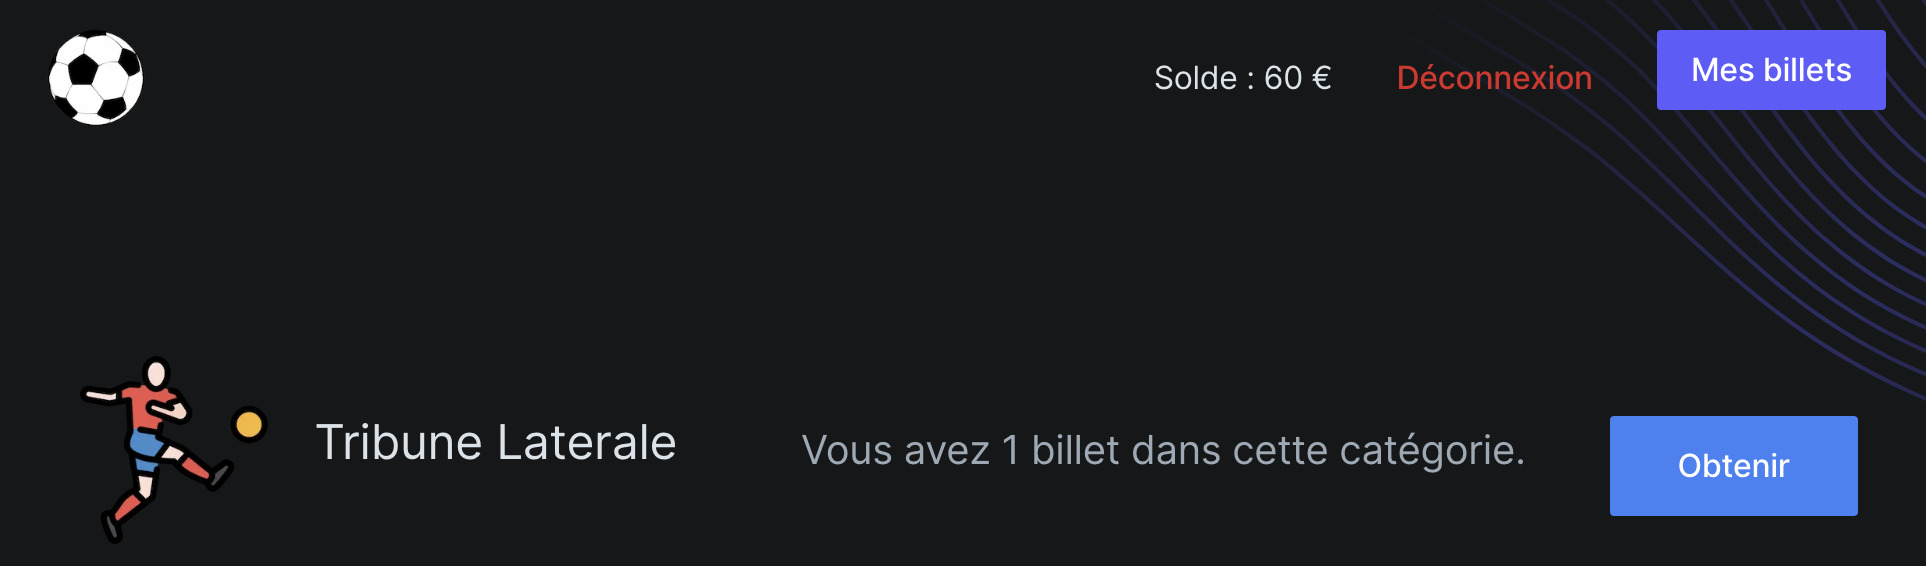 Solde : 60 €
Déconnexion
Mes billets
Tribune Laterale
Vous avez 1 billet dans cette catégorie.
Obtenir